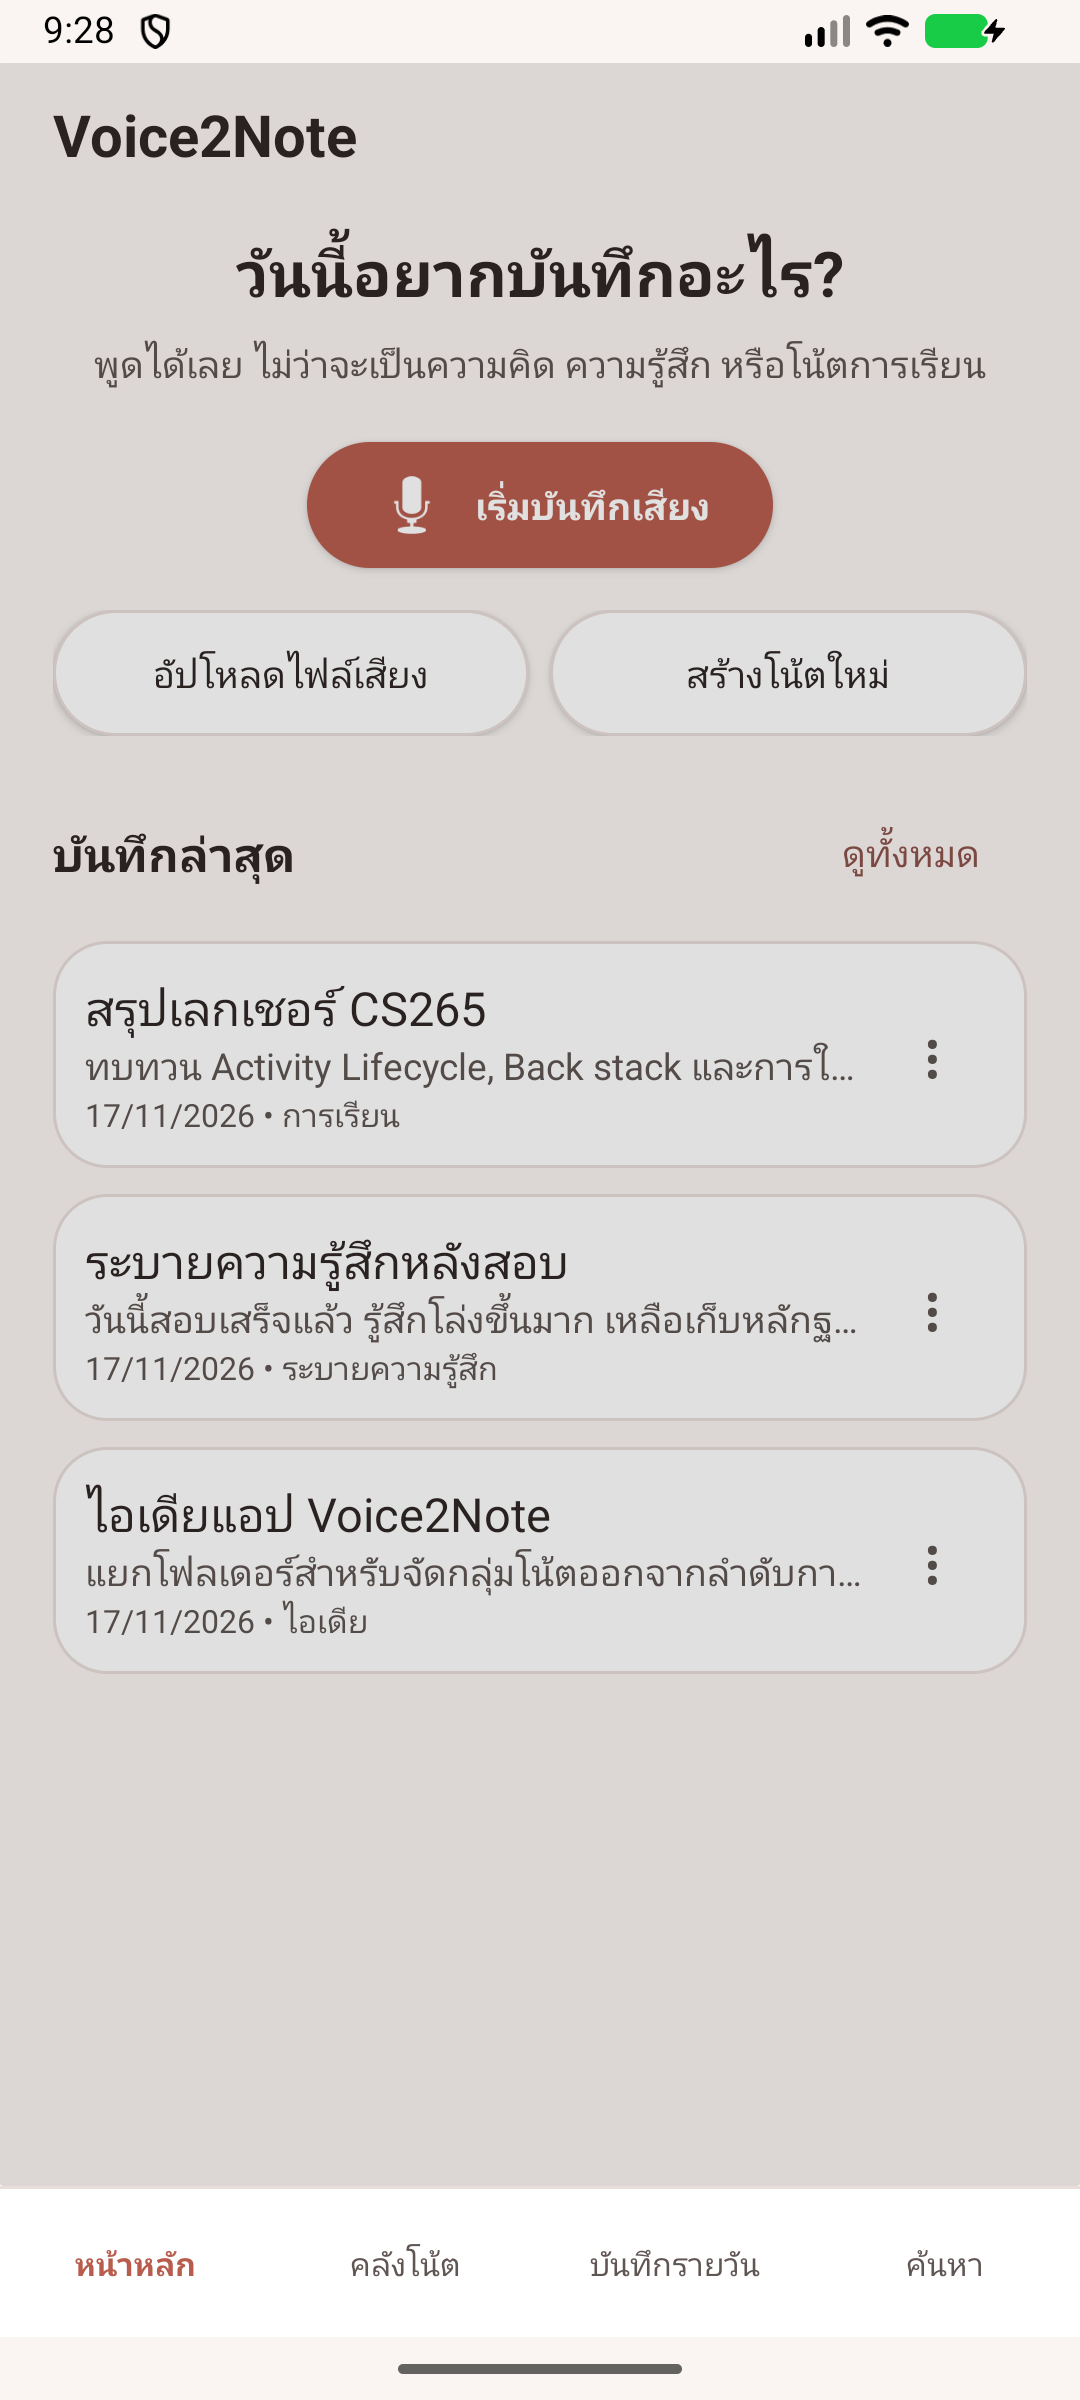 9:28
Voice2Note
วันนี้อยากบันทึกอะไร?
พูดได้เลย ไม่ว่าจะเป็นความคิด ความรู้สึก หรือโน้ตการเรียน
เริ่มบันทึกเสียง
อัปโหลดไฟล์เสียง
สร้างโน้ตใหม่
บันทึกล่าสุด
ดูทั้งหมด
สรุปเลกเชอร์ CS265
ทบทวน Activity Lifecycle, Back stack และการใ...
17/11/2026 • การเรียน
ระบายความรู้สึกหลังสอบ
วันนี้สอบเสร็จแล้ว รู้สึกโล่งขึ้นมาก เหลือเก็บหลักฐ...
17/11/2026 • ระบายความรู้สึก
ไอเดียแอป Voice2Note
แยกโฟลเดอร์สำหรับจัดกลุ่มโน้ตออกจากลำดับกา...
17/11/2026 • ไอเดีย
หน้าหลัก
คลังโน้ต
บันทึกรายวัน
ค้นหา